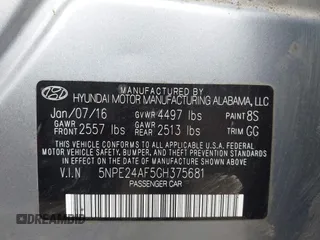 MANUFACTURED BY
HYUNDAI MOTOR MANUFACTURING ALABAMA, LLC
Jan/07/16 GVWR 4497 lbs PAINT 8S
GAWR FRONT 2557 lbs GAWR REAR 2513 lbs TRIM GG
THIS VEHICLE CONFORMS TO ALL APPLICABLE
FEDERAL MOTOR VEHICLE SAFETY, BUMPER,
AND THEFT PREVENTION STANDARDS IN EFFECT
ON THE DATE OF MANUFACTURE SHOWN ABOVE.
V.I.N 5NPE24AF5GH375681
PASSENGER CAR
DREAMBID